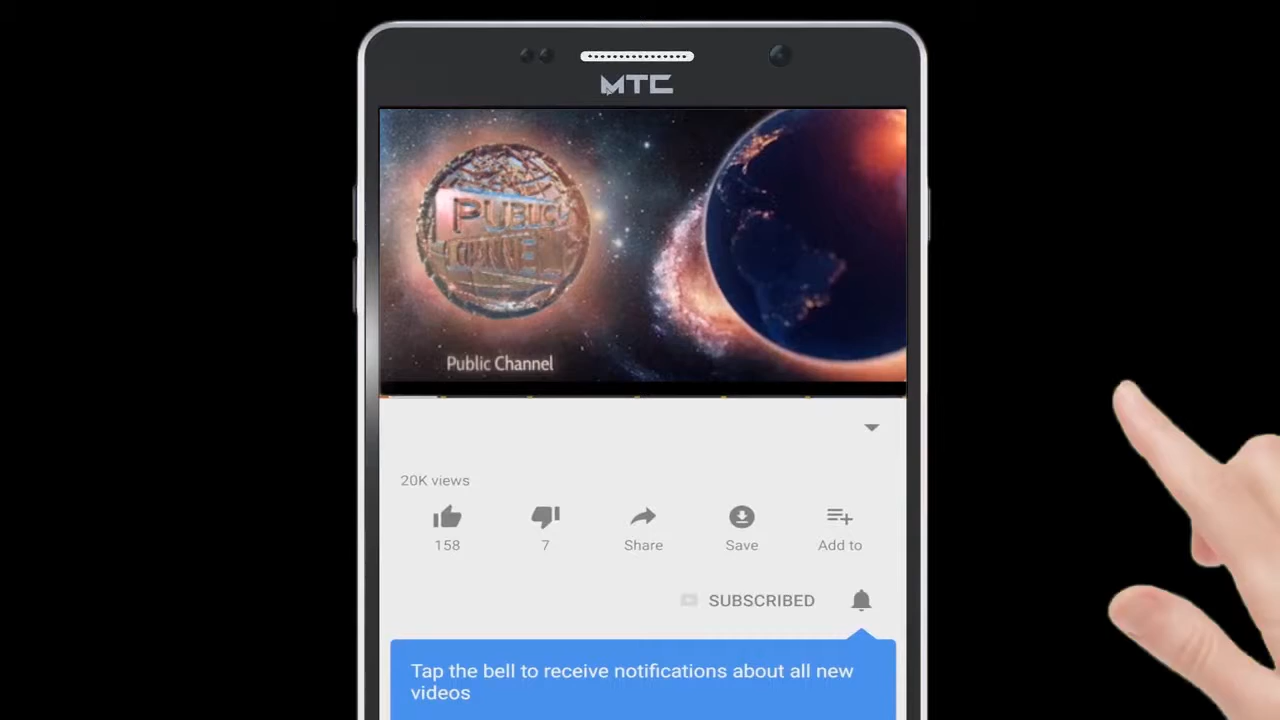 MTC
PUBLIC
Public Channel
20K views
158
7
Share
Save
Add to
SUBSCRIBED
Tap the bell to receive notifications about all new
videos